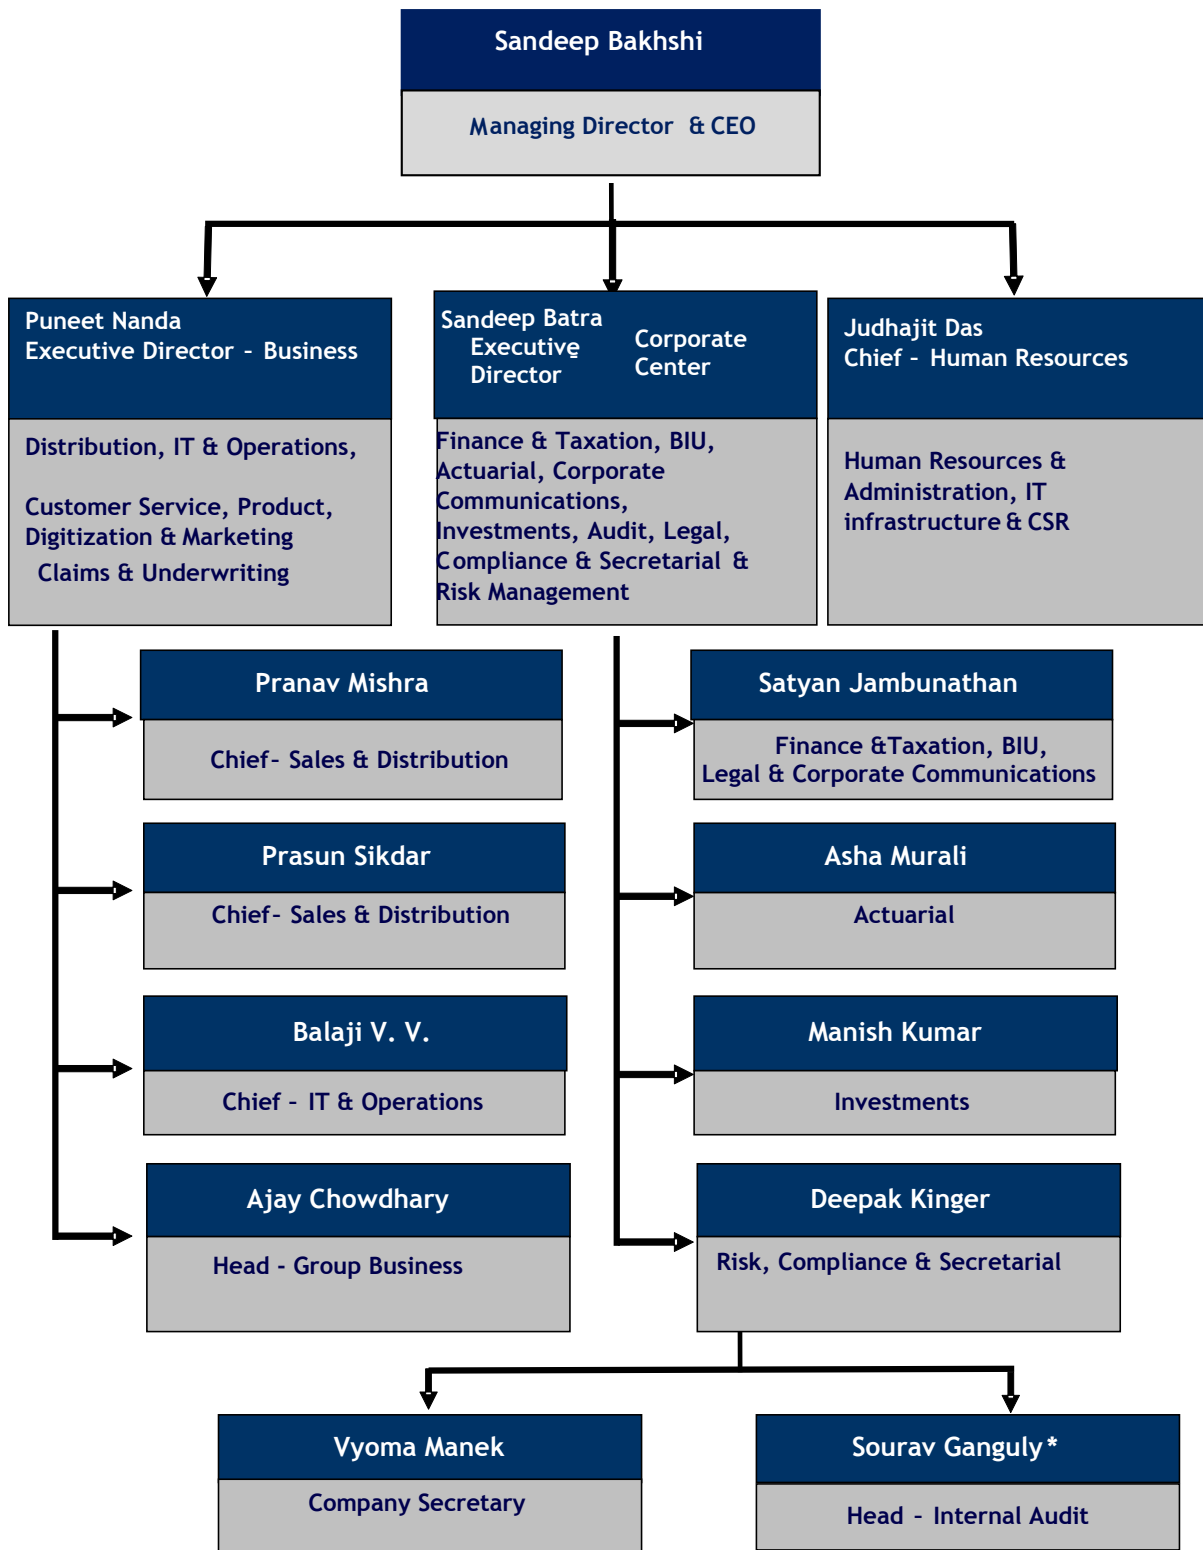 Sandeep Bakhshi
Managing Director & CEO
Puneet Nanda
Executive Director - Business
Distribution, IT & Operations,
Customer Service, Product,
Digitization & Marketing
Claims & Underwriting
Sandeep Batra
Executive
Director
Corporate
Center
Finance & Taxation, BIU,
Actuarial, Corporate
Communications,
Investments, Audit, Legal,
Compliance & Secretarial &
Risk Management
Judhajit Das
Chief - Human Resources
Human Resources &
Administration, IT
infrastructure & CSR
Pranav Mishra
Chief- Sales & Distribution
Prasun Sikdar
Chief- Sales & Distribution
Balaji V. V.
Chief - IT & Operations
Ajay Chowdhary
Head - Group Business
Satyan Jambunathan
Finance &Taxation, BIU,
Legal & Corporate Communications
Asha Murali
Actuarial
Manish Kumar
Investments
Deepak Kinger
Risk, Compliance & Secretarial
Vyoma Manek
Company Secretary
Sourav Ganguly*
Head - Internal Audit